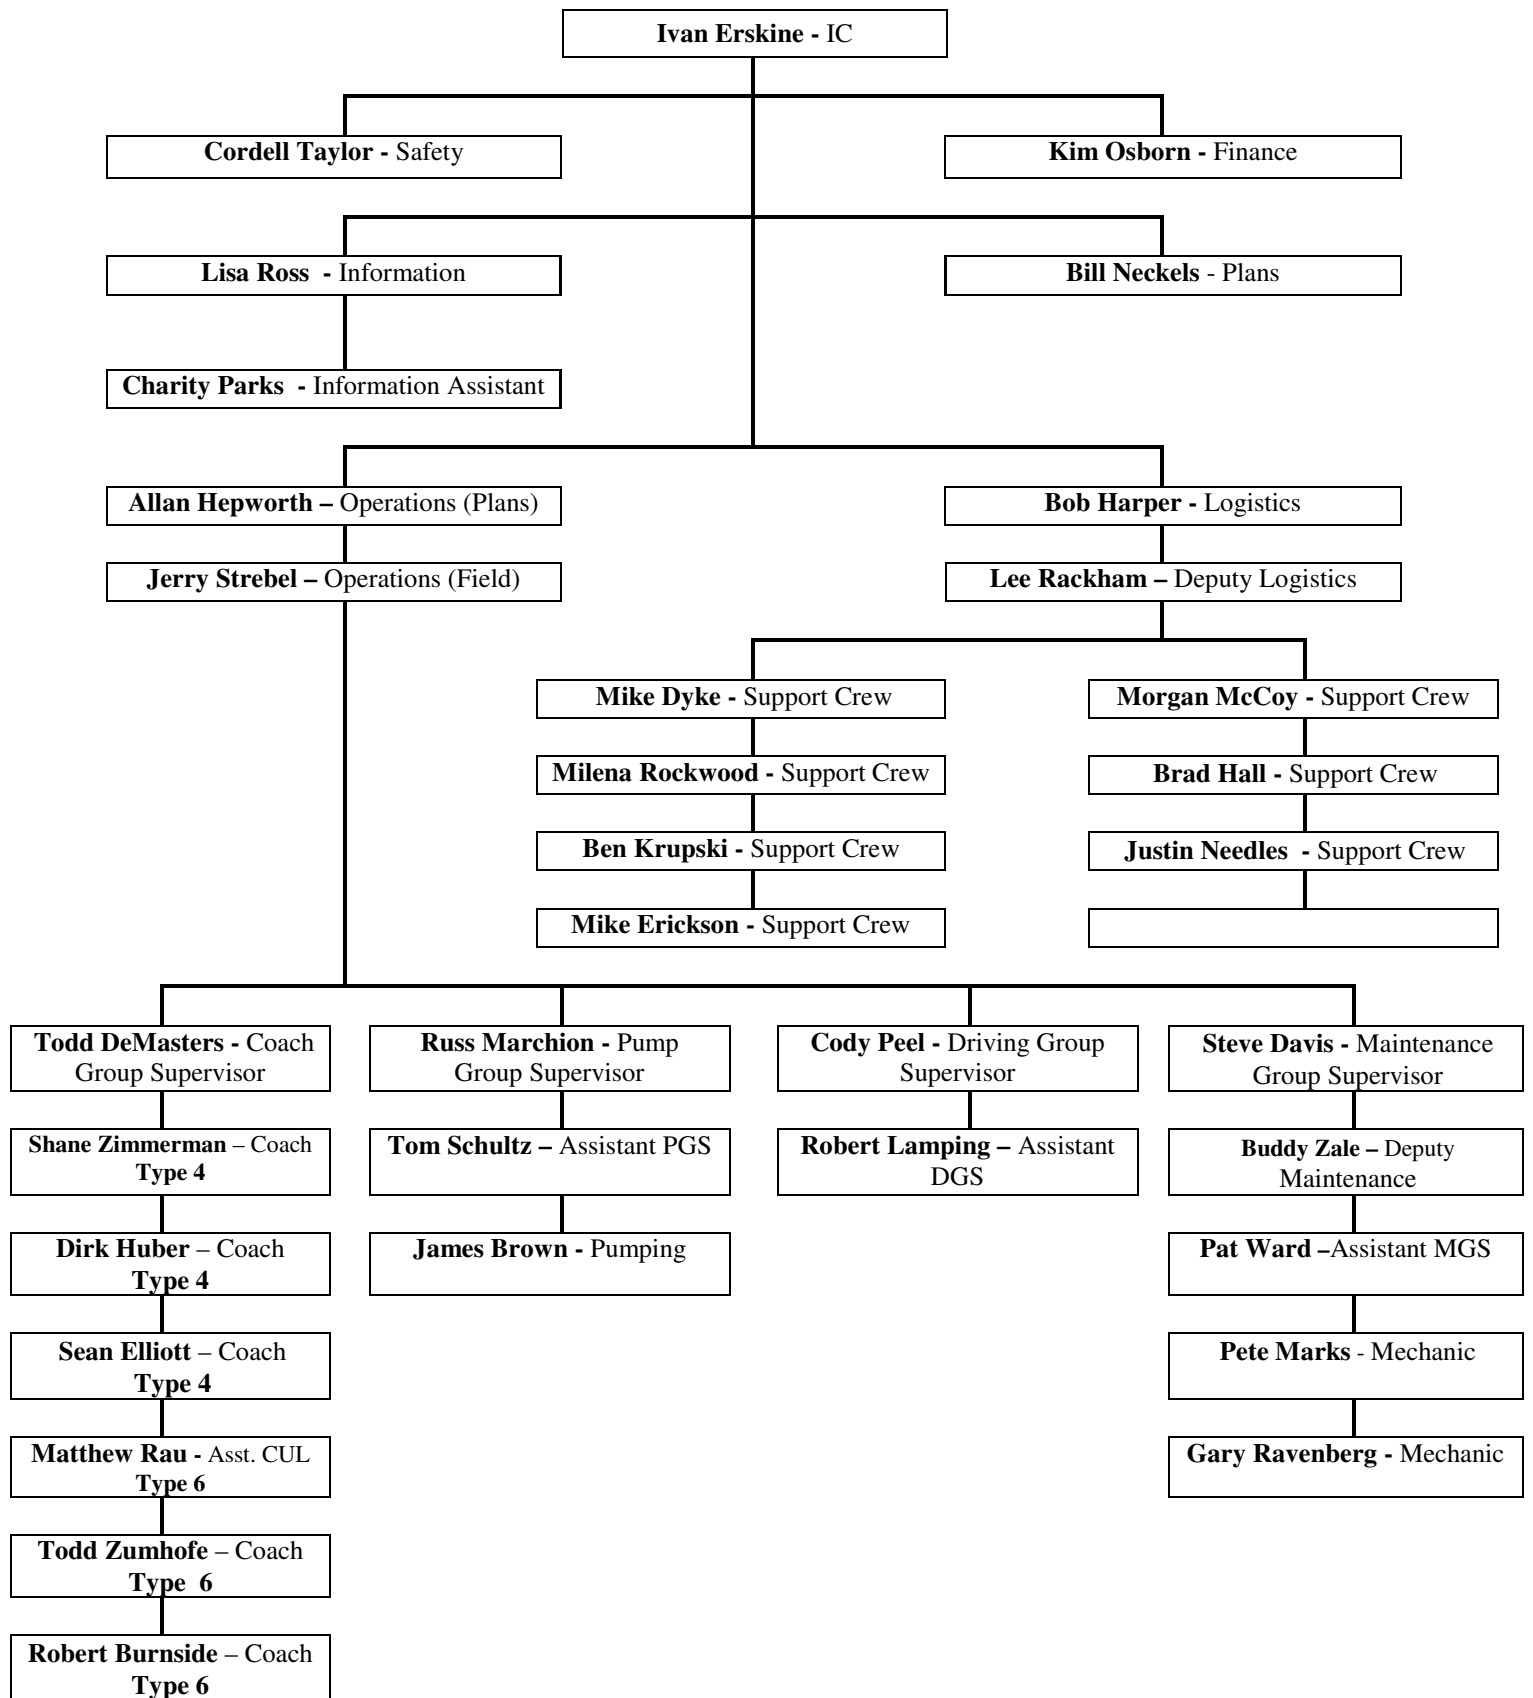 Ivan Erskine - IC
Cordell Taylor - Safety
Kim Osborn - Finance
Lisa Ross  - Information
Bill Neckels - Plans
Charity Parks  - Information Assistant
Allan Hepworth – Operations (Plans)
Bob Harper - Logistics
Jerry Strebel – Operations (Field)
Lee Rackham – Deputy Logistics
Mike Dyke - Support Crew
Morgan McCoy - Support Crew
Milena Rockwood - Support Crew
Brad Hall - Support Crew
Ben Krupski - Support Crew
Justin Needles  - Support Crew
Mike Erickson - Support Crew
Todd DeMasters - Coach
Group Supervisor
Russ Marchion - Pump
Group Supervisor
Cody Peel - Driving Group
Supervisor
Steve Davis - Maintenance
Group Supervisor
Shane Zimmerman – Coach
Type 4
Tom Schultz – Assistant PGS
Robert Lamping – Assistant
DGS
Buddy Zale – Deputy
Maintenance
Dirk Huber – Coach
Type 4
James Brown - Pumping
Pat Ward –Assistant MGS
Sean Elliott – Coach
Type 4
Pete Marks - Mechanic
Matthew Rau - Asst. CUL
Type 6
Gary Ravenberg - Mechanic
Todd Zumhofe – Coach
Type  6
Robert Burnside – Coach
Type 6